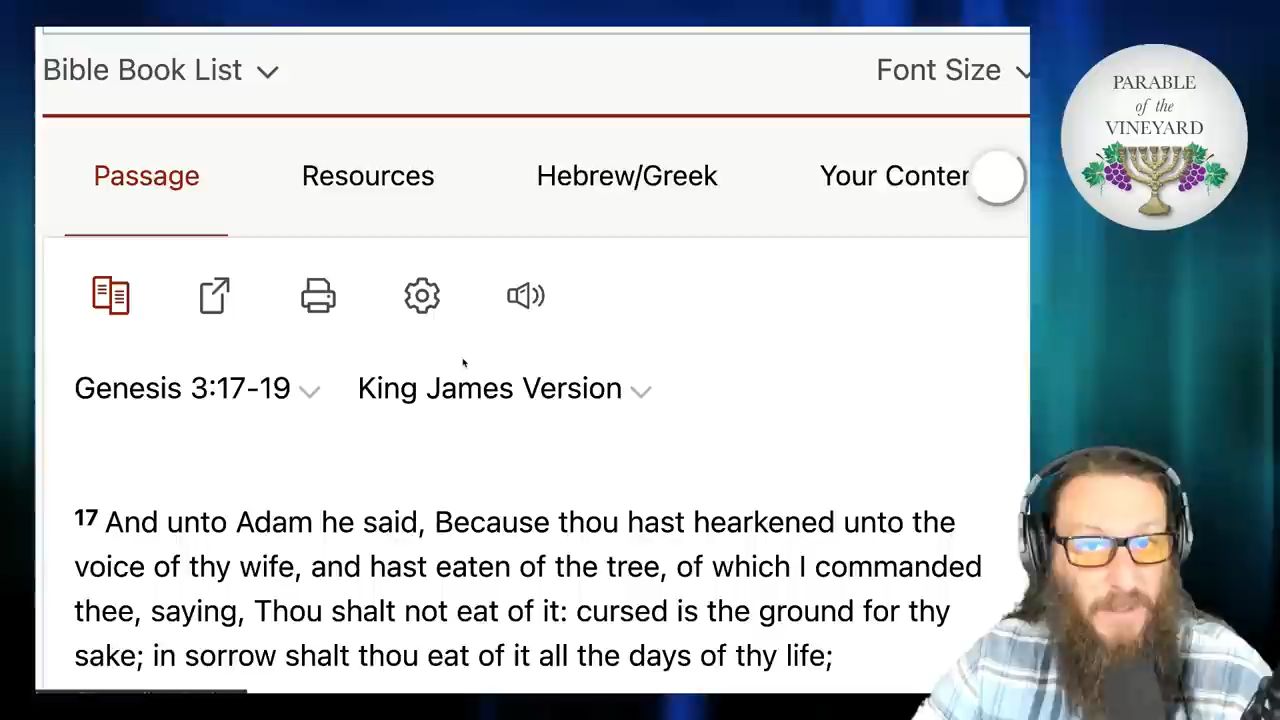 Bible Book List
Font Size
PARABLE
of the
VINEYARD
Passage
Resources
Hebrew/Greek
Your Conten
Genesis 3:17-19
King James Version
17 And unto Adam he said, Because thou hast hearkened unto the
voice of thy wife, and hast eaten of the tree, of which I commanded
thee, saying, Thou shalt not eat of it: cursed is the ground for thy
sake; in sorrow shalt thou eat of it all the days of thy life;